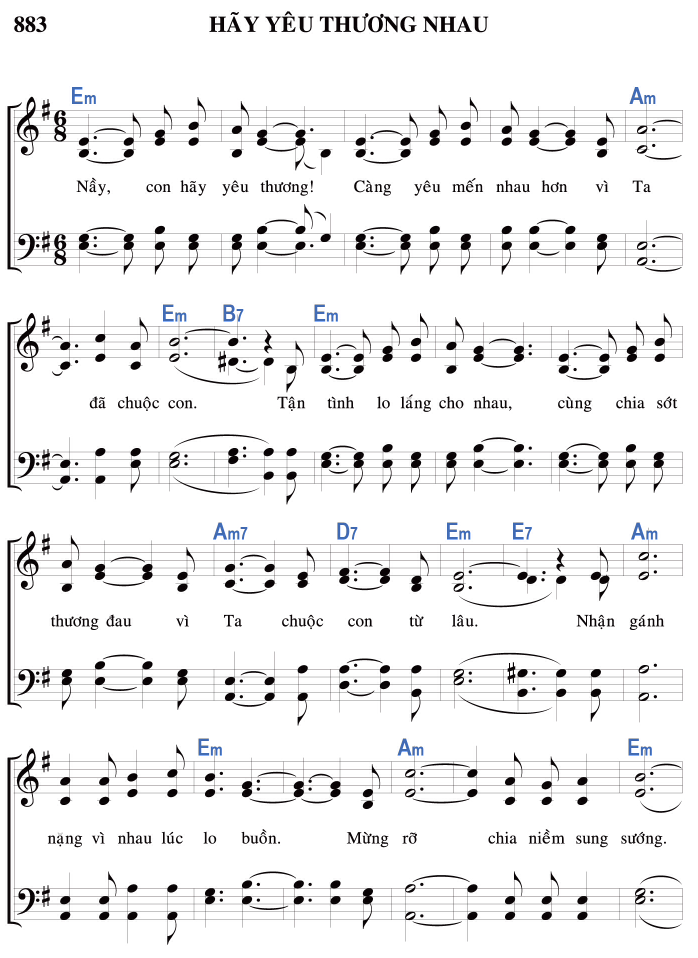 883 HÃY YÊU THƯƠNG NHAU
Em Am
6 8
Nầy, con hãy yêu thương! Càng yêu mến nhau hơn vì Ta
6 8
Em B7 Em
đã chuộc con. Tận tình lo lắng cho nhau, cùng chia sớt
Am7 D7 Em E7 Am
thương đau vì Ta chuộc con từ lâu. Nhận gánh
Em Am Em
nặng vì nhau lúc lo buồn. Mừng rỡ chia niềm sung sướng.